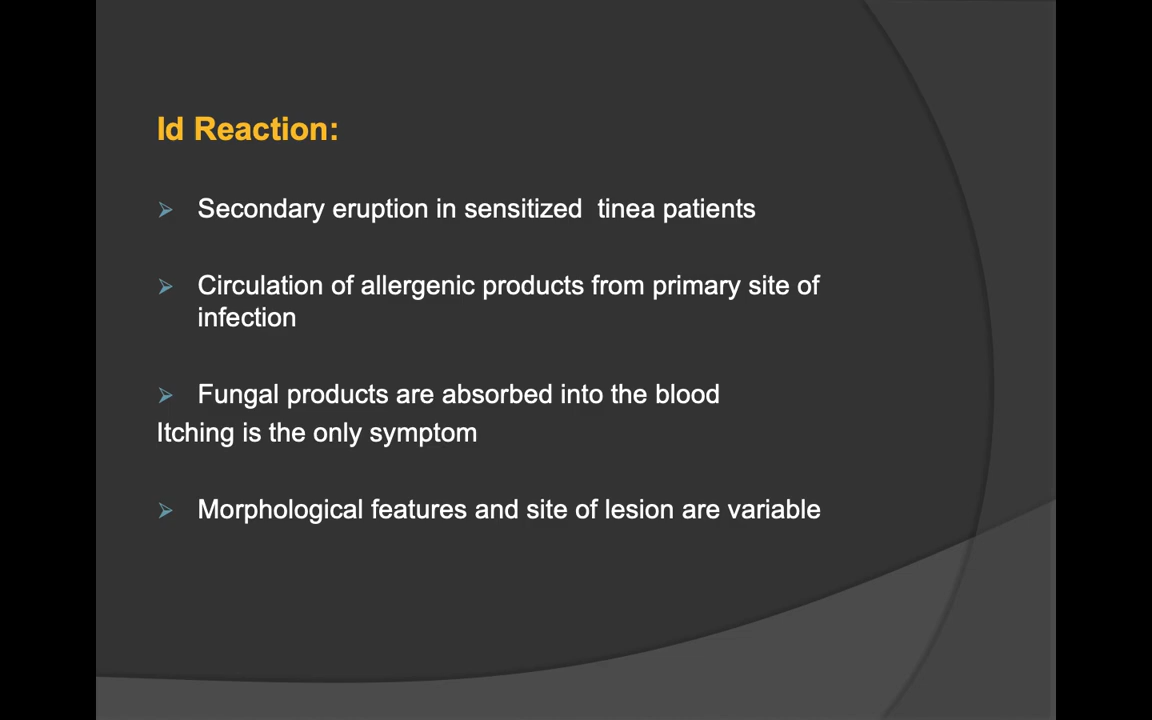 Id Reaction:
Secondary eruption in sensitized  tinea patients
Circulation of allergenic products from primary site of
infection
Fungal products are absorbed into the blood
Itching is the only symptom
Morphological features and site of lesion are variable